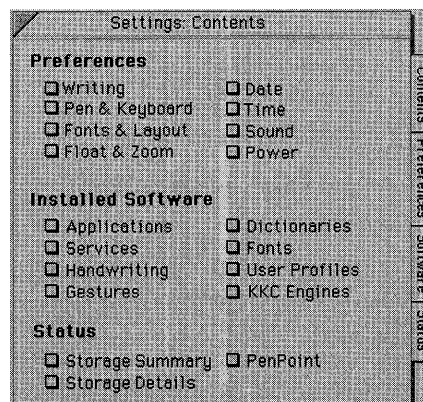 Settings: Contents
Preferences
Writing
Date
Pen & Keyboard
Time
Fonts & Layout
Sound
Float & Zoom
Power
Installed Software
Applications
Dictionaries
Services
Fonts
Handwriting
User Profiles
Gestures
KKC Engines
Status
Storage Summary
PenPoint
Storage Details
Contents
Preferences
Software
Status